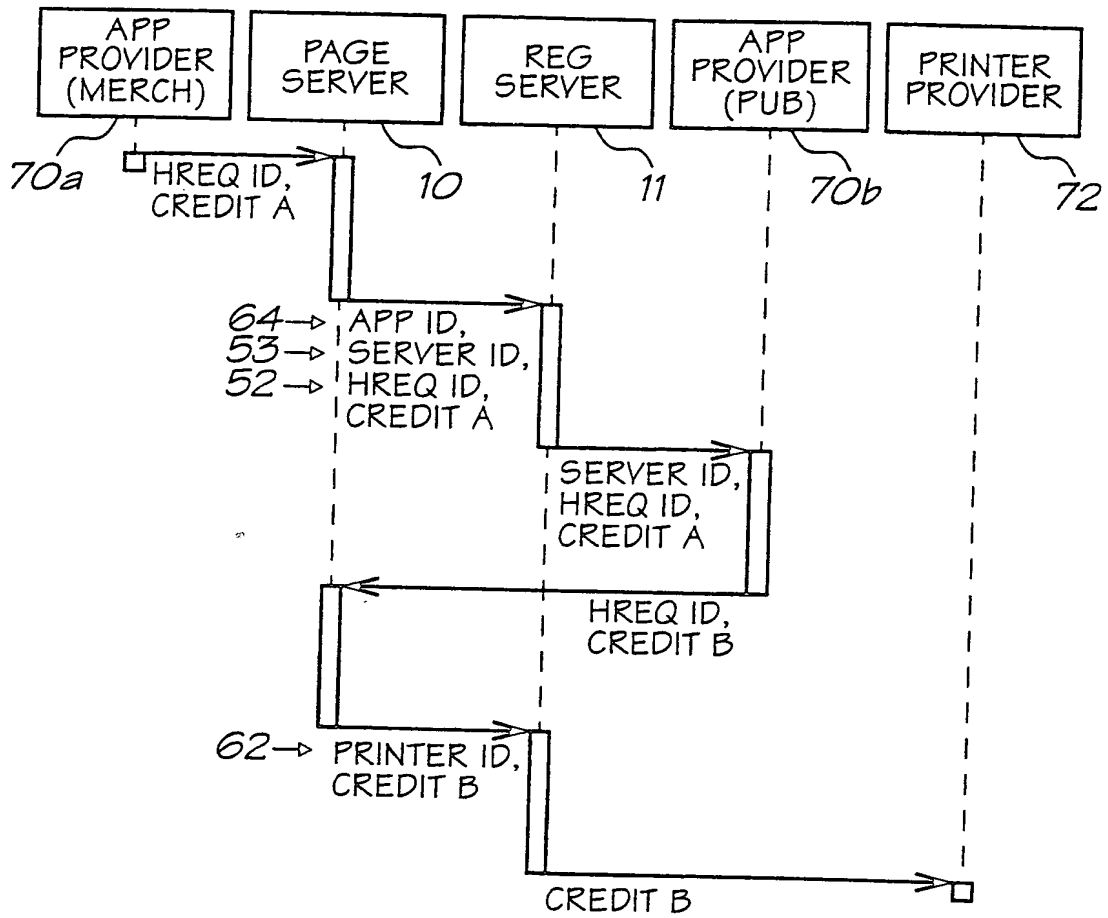 APP
PROVIDER
(MERCH)
PAGE
SERVER
REG
SERVER
APP
PROVIDER
(PUB)
PRINTER
PROVIDER
70a
10
11
70b
72
HREQ ID,
CREDIT A
64
APP ID,
53
SERVER ID,
52
HREQ ID,
CREDIT A
SERVER ID,
HREQ ID,
CREDIT A
HREQ ID,
CREDIT B
62
PRINTER ID,
CREDIT B
CREDIT B